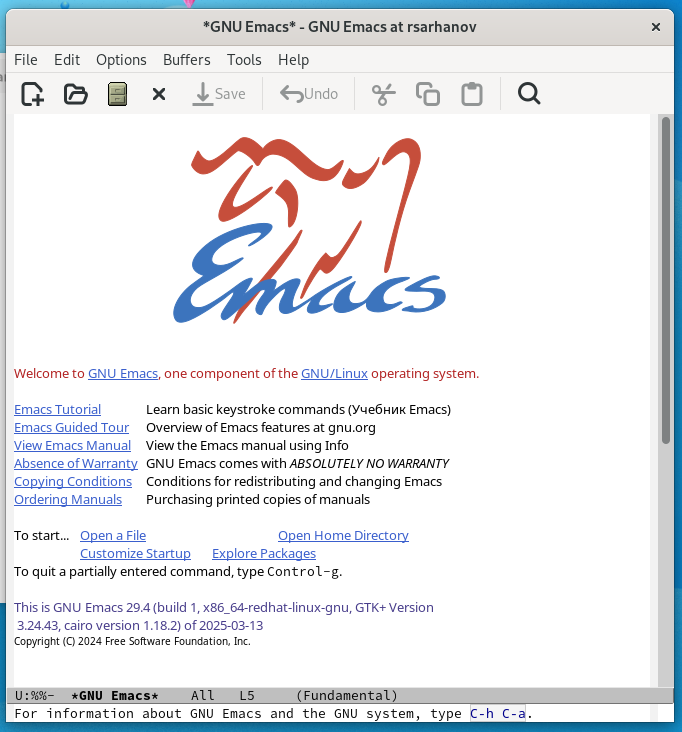 *GNU Emacs* - GNU Emacs at rsarhanov
File Edit Options Buffers Tools Help
Save Undo
Emacs
Welcome to GNU Emacs, one component of the GNU/Linux operating system.
Emacs Tutorial Learn basic keystroke commands (Учебник Emacs)
Emacs Guided Tour Overview of Emacs features at gnu.org
View Emacs Manual View the Emacs manual using Info
Absence of Warranty GNU Emacs comes with ABSOLUTELY NO WARRANTY
Copying Conditions Conditions for redistributing and changing Emacs
Ordering Manuals Purchasing printed copies of manuals
To start... Open a File Open Home Directory
Customize Startup Explore Packages
To quit a partially entered command, type Control-g.
This is GNU Emacs 29.4 (build 1, x86_64-redhat-linux-gnu, GTK+ Version
3.24.43, cairo version 1.18.2) of 2025-03-13
Copyright (C) 2024 Free Software Foundation, Inc.
U:%%- *GNU Emacs* All L5 (Fundamental)
For information about GNU Emacs and the GNU system, type C-h C-a.